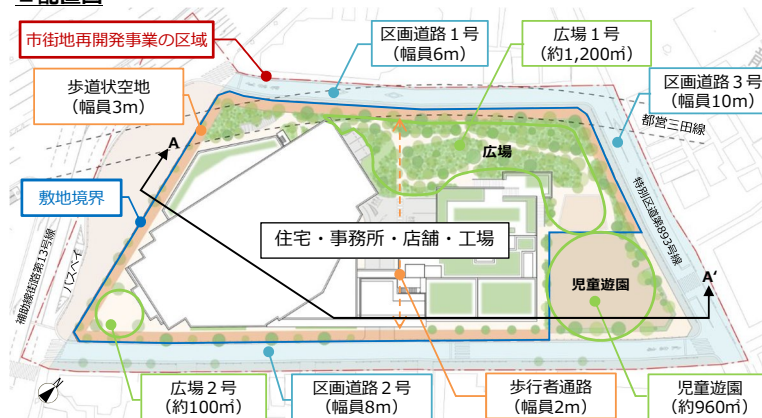 市街地再開発事業の区域
区画道路1号
（幅員6m）
広場1号
（約1,200㎡）
歩道状空地
（幅員3m）
区画道路3号
（幅員10m）
都営三田線
A
広場
敷地境界
特別区道第893号線
住宅・事務所・店舗・工場
補助線街路第13号線
バスベイ
児童遊園
A'
N
広場2号
（約100㎡）
区画道路2号
（幅員8m）
歩行者通路
（幅員2m）
児童遊園
（約960㎡）